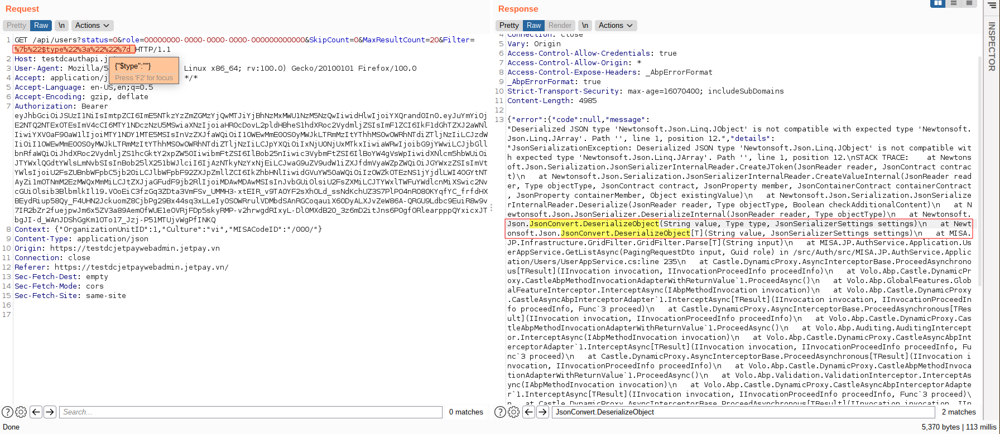 Request
Pretty Raw \n Actions
1 GET /api/users?status=0&role=00000000-0000-0000-0000-000000000000&SkipCount=0&MaxResultCount=20&Filter=
%7b%22$type%22%3a%22%22%7d HTTP/1.1
2 Host: testdcauthapi.j
{"$type":""}
3 User-Agent: Mozilla/5 Linux x86_64; rv:100.0) Gecko/20100101 Firefox/100.0
Press 'F2' for focus
4 Accept: application/j */*
5 Accept-Language: en-US,en;q=0.5
6 Accept-Encoding: gzip, deflate
7 Authorization: Bearer
8 Context: {"OrganizationUnitID":1,"Culture":"vi","MISACodeID":"/000/"}
9 Content-Type: application/json
10 Origin: https://testdcjetpaywebadmin.jetpay.vn
11 Connection: close
12 Referer: https://testdcjetpaywebadmin.jetpay.vn/
13 Sec-Fetch-Dest: empty
14 Sec-Fetch-Mode: cors
15 Sec-Fetch-Site: same-site
16
17
Search...
0 matches
Done
Response
Pretty Raw Render \n Actions
4 Connection: close
5 Vary: Origin
6 Access-Control-Allow-Credentials: true
7 Access-Control-Allow-Origin: *
8 Access-Control-Expose-Headers: _AbpErrorFormat
9 _AbpErrorFormat: true
10 Strict-Transport-Security: max-age=16070400; includeSubDomains
11 Content-Length: 4985
12
13 {"error":{"code":null,"message":
"Deserialized JSON type 'Newtonsoft.Json.Linq.JObject' is not compatible with expected type 'Newtonsoft.
Json.Linq.JArray'. Path '', line 1, position 12.","details":
"JsonSerializationException: Deserialized JSON type 'Newtonsoft.Json.Linq.JObject' is not compatible wit
h expected type 'Newtonsoft.Json.Linq.JArray'. Path '', line 1, position 12.\nSTACK TRACE:    at Newtons
oft.Json.Serialization.JsonSerializerInternalReader.CreateJToken(JsonReader reader, JsonContract contrac
t)\n   at Newtonsoft.Json.Serialization.JsonSerializerInternalReader.CreateValueInternal(JsonReader read
er, Type objectType, JsonContract contract, JsonProperty member, JsonContainerContract containerContract
, JsonProperty containerMember, Object existingValue)\n   at Newtonsoft.Json.Serialization.JsonSerialize
rInternalReader.Deserialize(JsonReader reader, Type objectType, Boolean checkAdditionalContent)\n   at N
ewtonsoft.Json.JsonSerializer.DeserializeInternal(JsonReader reader, Type objectType)\n   at Newtonsoft.
Json.JsonConvert.DeserializeObject(String value, Type type, JsonSerializerSettings settings)\n   at Newt
onsoft.Json.JsonConvert.DeserializeObject[T](String value, JsonSerializerSettings settings)\n   at MISA.
JP.Infrastructure.GridFilter.GridFilter.Parse[T](String input)\n   at MISA.JP.AuthService.Application.Us
erAppService.GetListAsync(PagingRequestDto input, Guid role) in /src/Auth/src/MISA.JP.AuthService.Applic
ation/Users/UserAppService.cs:line 235\n   at Castle.DynamicProxy.AsyncInterceptorBase.ProceedAsynchrono
us[TResult](IInvocation invocation, IInvocationProceedInfo proceedInfo)\n   at Volo.Abp.Castle.DynamicPr
oxy.CastleAbpMethodInvocationAdapterWithReturnValue`1.ProceedAsync()\n   at Volo.Abp.GlobalFeatures.Glob
alFeatureInterceptor.InterceptAsync(IAbpMethodInvocation invocation)\n   at Volo.Abp.Castle.DynamicProxy
.CastleAsyncAbpInterceptorAdapter`1.InterceptAsync[TResult](IInvocation invocation, IInvocationProceedIn
fo proceedInfo, Func`3 proceed)\n   at Castle.DynamicProxy.AsyncInterceptorBase.ProceedAsynchronous[TRes
ult](IInvocation invocation, IInvocationProceedInfo proceedInfo)\n   at Volo.Abp.Castle.DynamicProxy.Cas
tleAbpMethodInvocationAdapterWithReturnValue`1.ProceedAsync()\n   at Volo.Abp.Auditing.AuditingIntercept
or.InterceptAsync(IAbpMethodInvocation invocation)\n   at Volo.Abp.Castle.DynamicProxy.CastleAsyncAbpInt
erceptorAdapter`1.InterceptAsync[TResult](IInvocation invocation, IInvocationProceedInfo proceedInfo, Fu
nc`3 proceed)\n   at Castle.DynamicProxy.AsyncInterceptorBase.ProceedAsynchronous[TResult](IInvocation i
nvocation, IInvocationProceedInfo proceedInfo)\n   at Volo.Abp.Castle.DynamicProxy.CastleAbpMethodInvoca
tionAdapterWithReturnValue`1.ProceedAsync()\n   at Volo.Abp.Validation.ValidationInterceptor.InterceptAs
ync(IAbpMethodInvocation invocation)\n   at Volo.Abp.Castle.DynamicProxy.CastleAsyncAbpInterceptorAdapte
r`1.InterceptAsync[TResult](IInvocation invocation, IInvocationProceedInfo proceedInfo, Func`3 proceed)\
n   at Castle.DynamicProxy.AsyncInterceptorBase.ProceedAsynchronous[TResult](IInvocation invocation, IIn
JsonConvert.DeserializeObject
2 matches
5,370 bytes | 113 millis
INSPECTOR